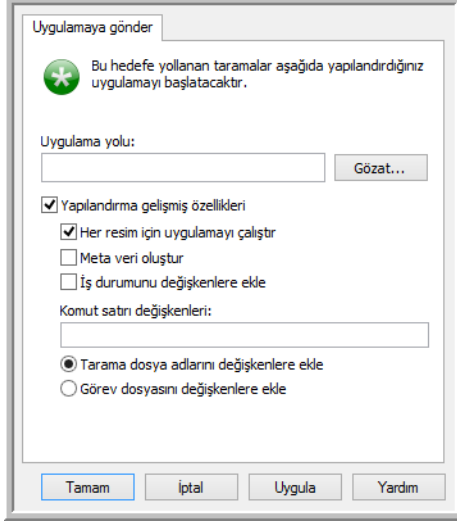 Uygulamaya gönder
Bu hedefe yollanan taramalar aşağıda yapılandırdığınız
uygulamayı başlatacaktır.
Uygulama yolu:
Gözat...
Yapılandırma gelişmiş özellikleri
Her resim için uygulamayı çalıştır
Meta veri oluştur
İş durumunu değişkenlere ekle
Komut satırı değişkenleri:
Tarama dosya adlarını değişkenlere ekle
Görev dosyasını değişkenlere ekle
Tamam İptal Uygula Yardım